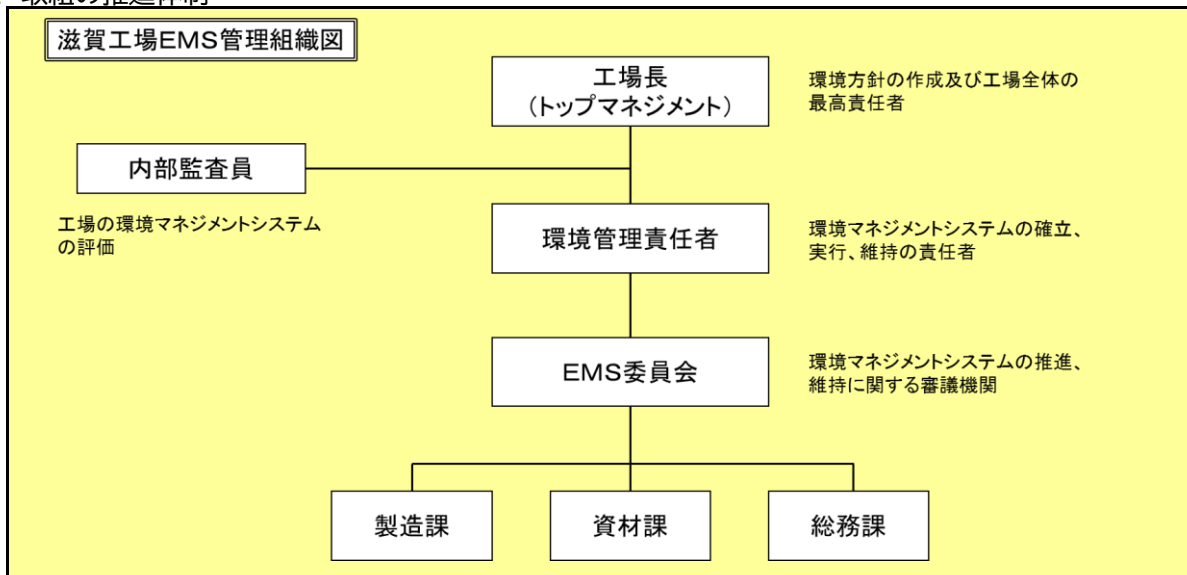 取組の推進体制
滋賀工場EMS管理組織図
工場長
(トップマネジメント)
環境方針の作成及び工場全体の
最高責任者
内部監査員
工場の環境マネジメントシステム
の評価
環境管理責任者
環境マネジメントシステムの確立、
実行、維持の責任者
EMS委員会
環境マネジメントシステムの推進、
維持に関する審議機関
製造課
資材課
総務課